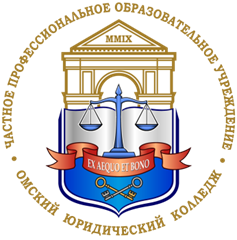 • ЧАСТНОЕ ПРОФЕССИОНАЛЬНОЕ ОБРАЗОВАТЕЛЬНОЕ УЧРЕЖДЕНИЕ •
MMIX
EX AEQUO ET BONO
ОМСКИЙ ЮРИДИЧЕСКИЙ КОЛЛЕДЖ